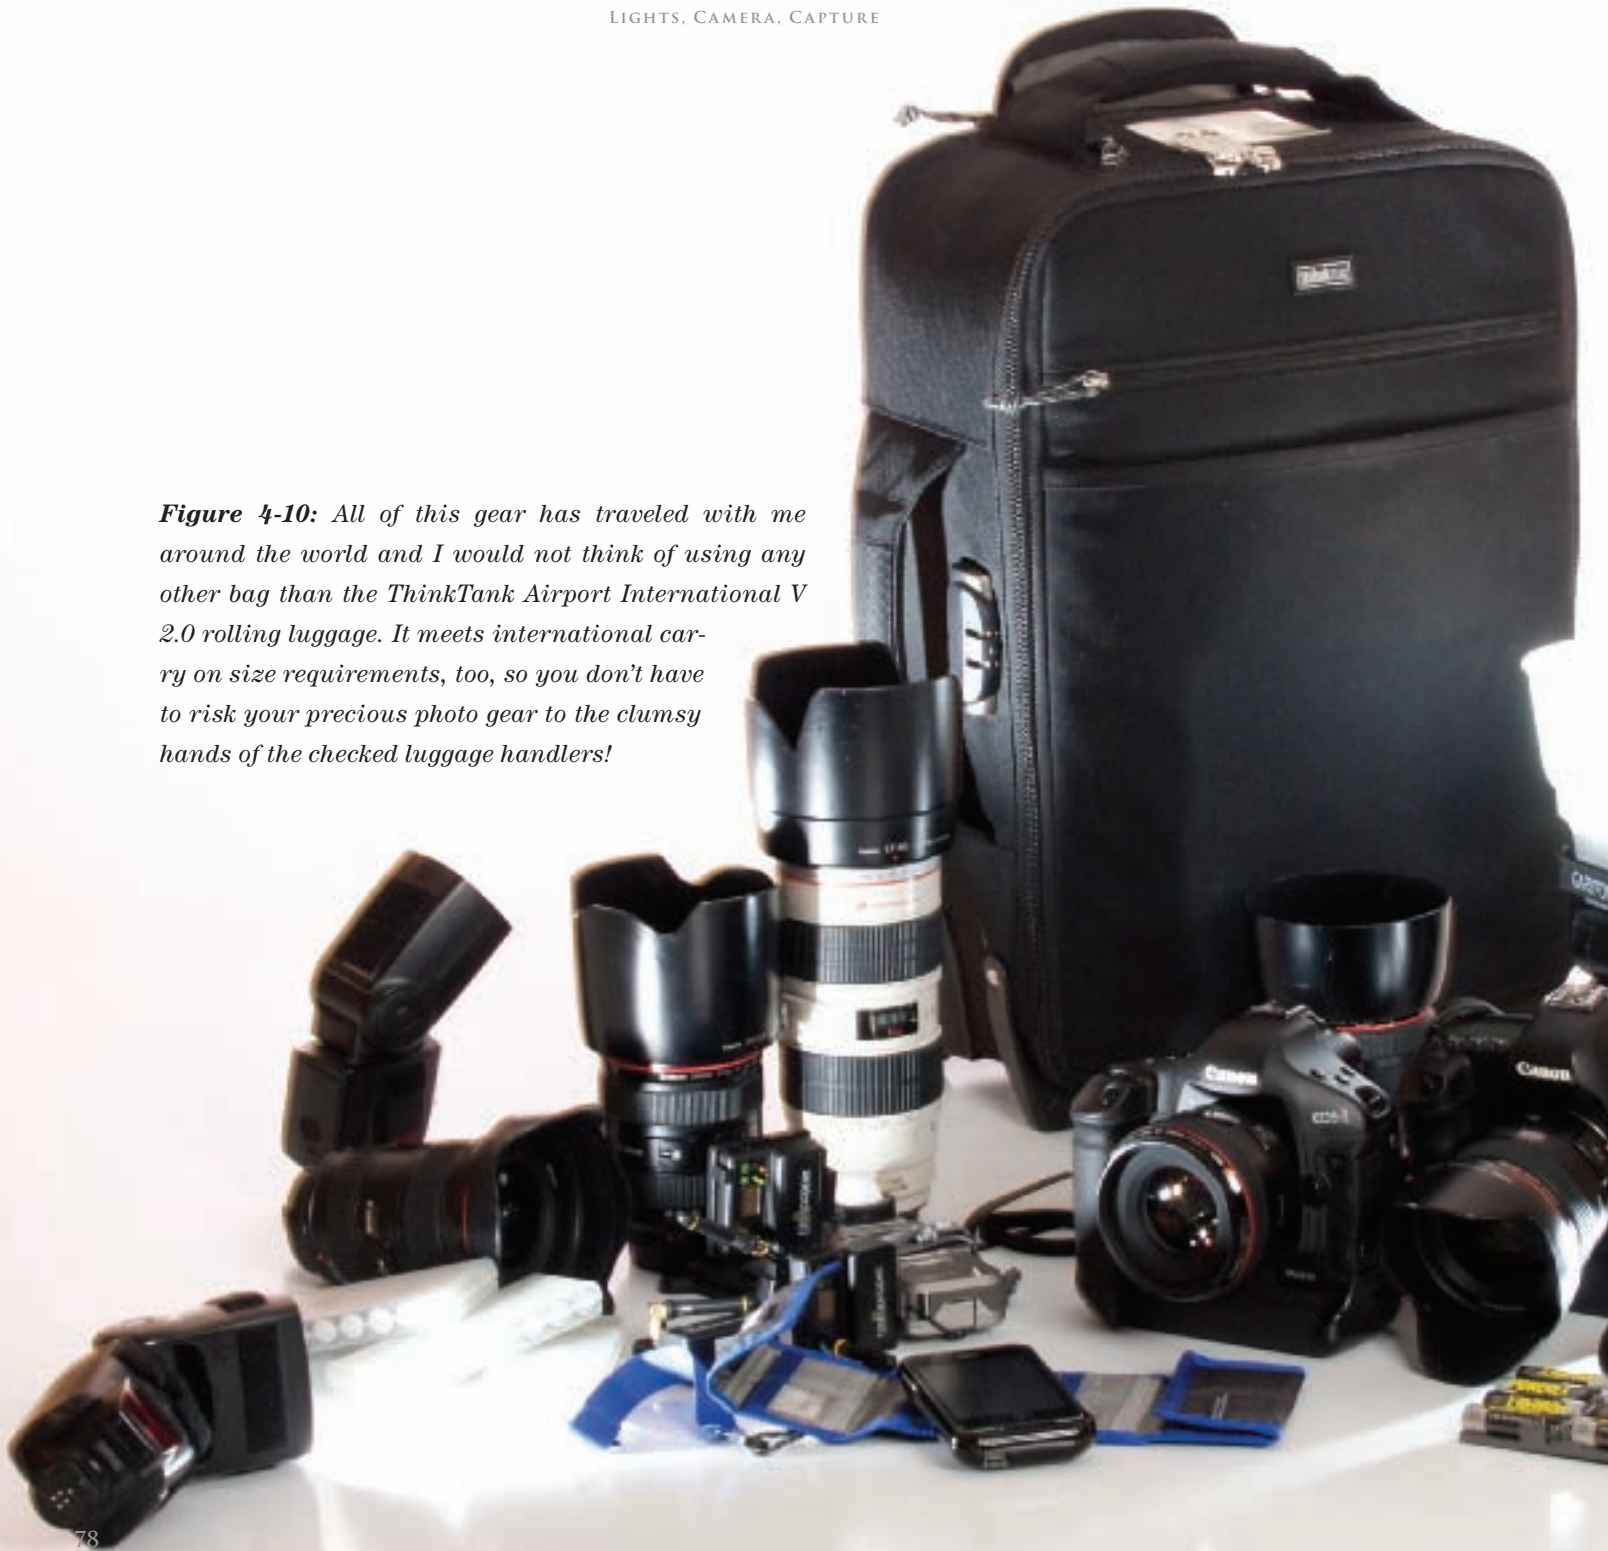 LIGHTS, CAMERA, CAPTURE
Figure 4-10: All of this gear has traveled with me
around the world and I would not think of using any
other bag than the ThinkTank Airport International V
2.0 rolling luggage. It meets international car-
ry on size requirements, too, so you don't have
to risk your precious photo gear to the clumsy
hands of the checked luggage handlers!
Canon
Canon
78